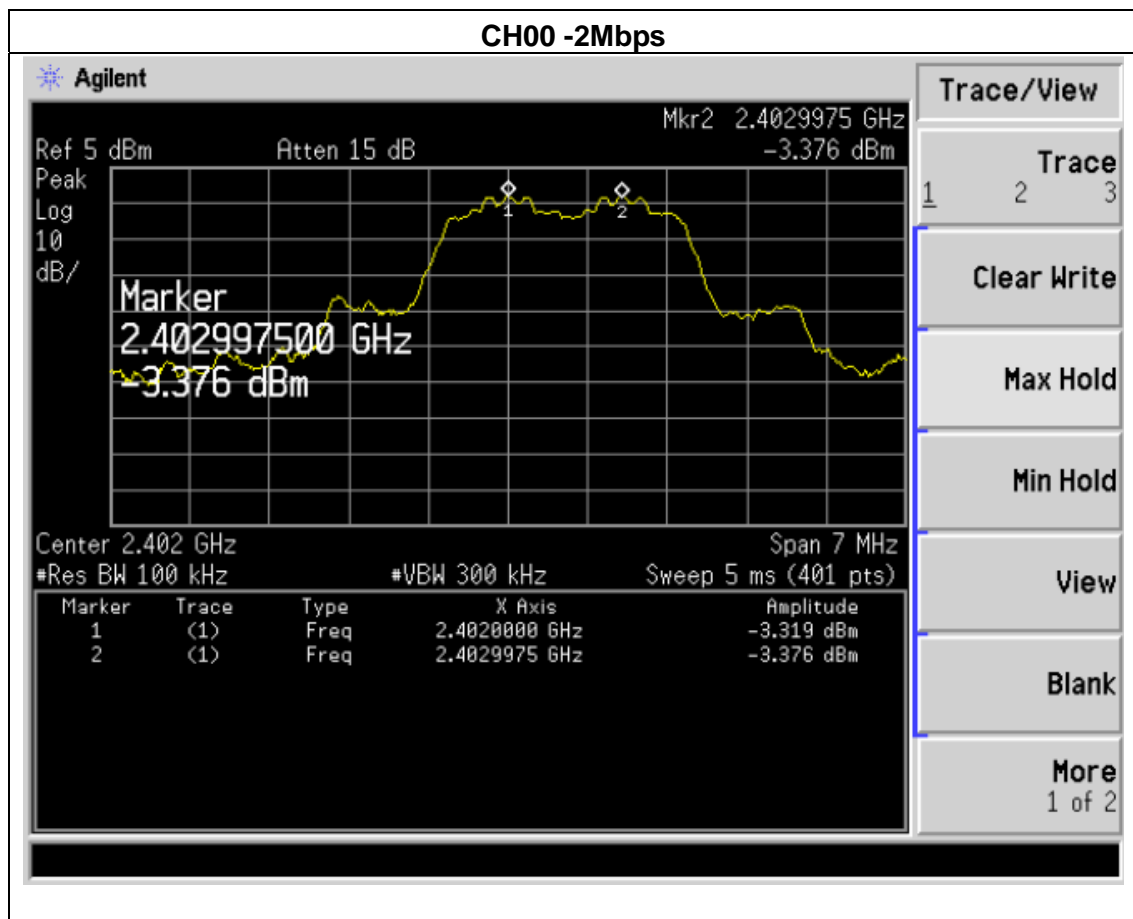 CH00 -2Mbps
Agilent
Trace/View
Mkr2 2.4029975 GHz
Ref 5 dBm Atten 15 dB -3.376 dBm
Peak
Log
10
dB/
1
2
Marker
2.402997500 GHz
-3.376 dBm
Center 2.402 GHz Span 7 MHz
#Res BW 100 kHz #VBW 300 kHz Sweep 5 ms (401 pts)
Marker Trace Type X Axis Amplitude
1 (1) Freq 2.4020000 GHz -3.319 dBm
2 (1) Freq 2.4029975 GHz -3.376 dBm
Trace
1 2 3
Clear Write
Max Hold
Min Hold
View
Blank
More
1 of 2